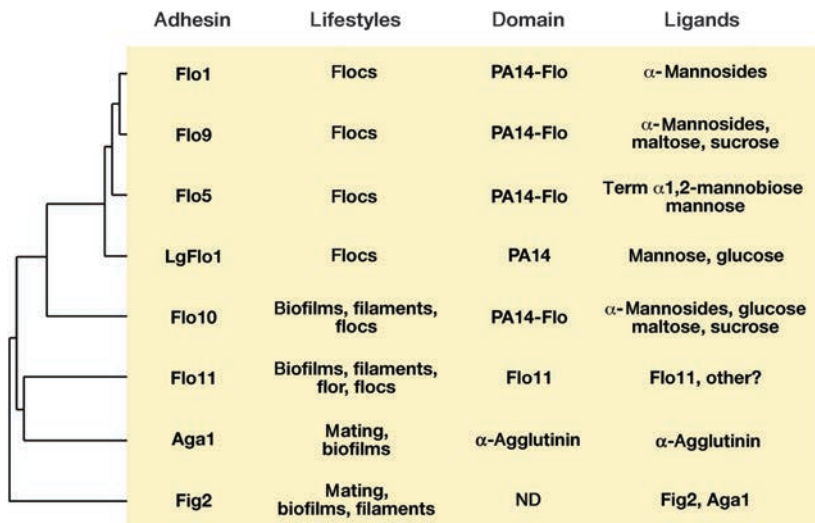 Adhesin Lifestyles Domain Ligands
Flo1 Flocs PA14-Flo α-Mannosides
Flo9 Flocs PA14-Flo α-Mannosides,
maltose, sucrose
Flo5 Flocs PA14-Flo Term α1,2-mannobiose
mannose
LgFlo1 Flocs PA14 Mannose, glucose
Flo10 Biofilms, filaments,
flocs PA14-Flo α-Mannosides, glucose
maltose, sucrose
Flo11 Biofilms, filaments,
flor, flocs Flo11 Flo11, other?
Aga1 Mating,
biofilms α-Agglutinin α-Agglutinin
Fig2 Mating,
biofilms, filaments ND Fig2, Aga1